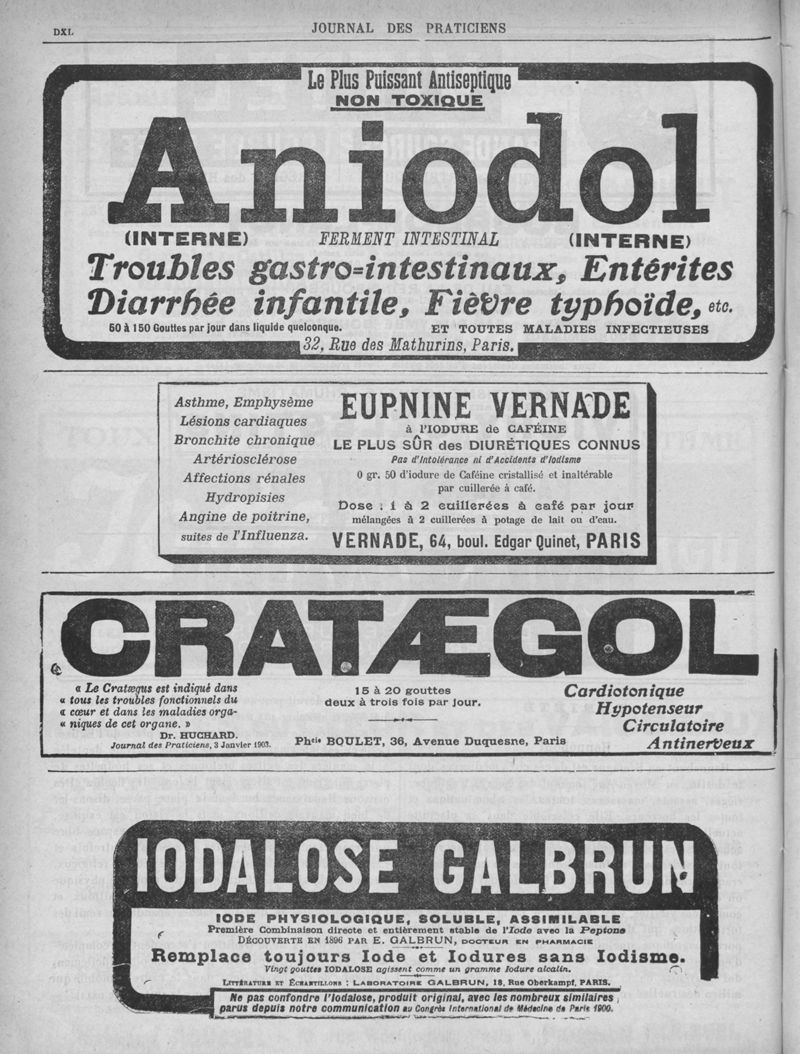 DXL
JOURNAL DES PRATICIENS
Le Plus Puissant Antiseptique
NON TOXIQUE
Aniodol
(INTERNE) FERMENT INTESTINAL (INTERNE)
Troubles gastro-intestinaux, Entérites
Diarrhée infantile, Fièvre typhoïde, etc.
50 à 150 Gouttes par jour dans liquide quelconque. ET TOUTES MALADIES INFECTIEUSES
32, Rue des Mathurins, Paris.
Asthme, Emphysème
Lésions cardiaques
Bronchite chronique
Artériosclérose
Affections rénales
Hydropisies
Angine de poitrine,
suites de l'Influenza.
EUPNINE VERNADE
à l'IODURE de CAFÉINE
LE PLUS SÛR des DIURÉTIQUES CONNUS
Pas d'Intolérance ni d'Accidents d'Iodisme
0 gr. 50 d'iodure de Caféine cristallisé et inaltérable
par cuillerée à café.
Dose : 1 à 2 cuillerées à café par jour
mélangées à 2 cuillerées à potage de lait ou d'eau.
VERNADE, 64, boul. Edgar Quinet, PARIS
CRATÆGOL
« Le Cratægus est indiqué dans
« tous les troubles fonctionnels du
« cœur et dans les maladies orga-
« niques de cet organe. »
Dr. HUCHARD.
Journal des Praticiens, 3 Janvier 1903.
15 à 20 gouttes
deux à trois fois par jour.
Phcie BOULET, 36, Avenue Duquesne, Paris
Cardiotonique
Hypotenseur
Circulatoire
Antinerveux
IODALOSE GALBRUN
IODE PHYSIOLOGIQUE, SOLUBLE, ASSIMILABLE
Première Combinaison directe et entièrement stable de l'Iode avec la Peptone
DÉCOUVERTE EN 1896 PAR E. GALBRUN, DOCTEUR EN PHARMACIE
Remplace toujours Iode et Iodures sans Iodisme.
Vingt gouttes IODALOSE agissent comme un gramme Iodure alcalin.
LITTÉRATURE ET ÉCHANTILLONS : LABORATOIRE GALBRUN, 18, Rue Oberkampf, PARIS.
Ne pas confondre l'Iodalose, produit original, avec les nombreux similaires
parus depuis notre communication au Congrès International de Médecine de Paris 1900.